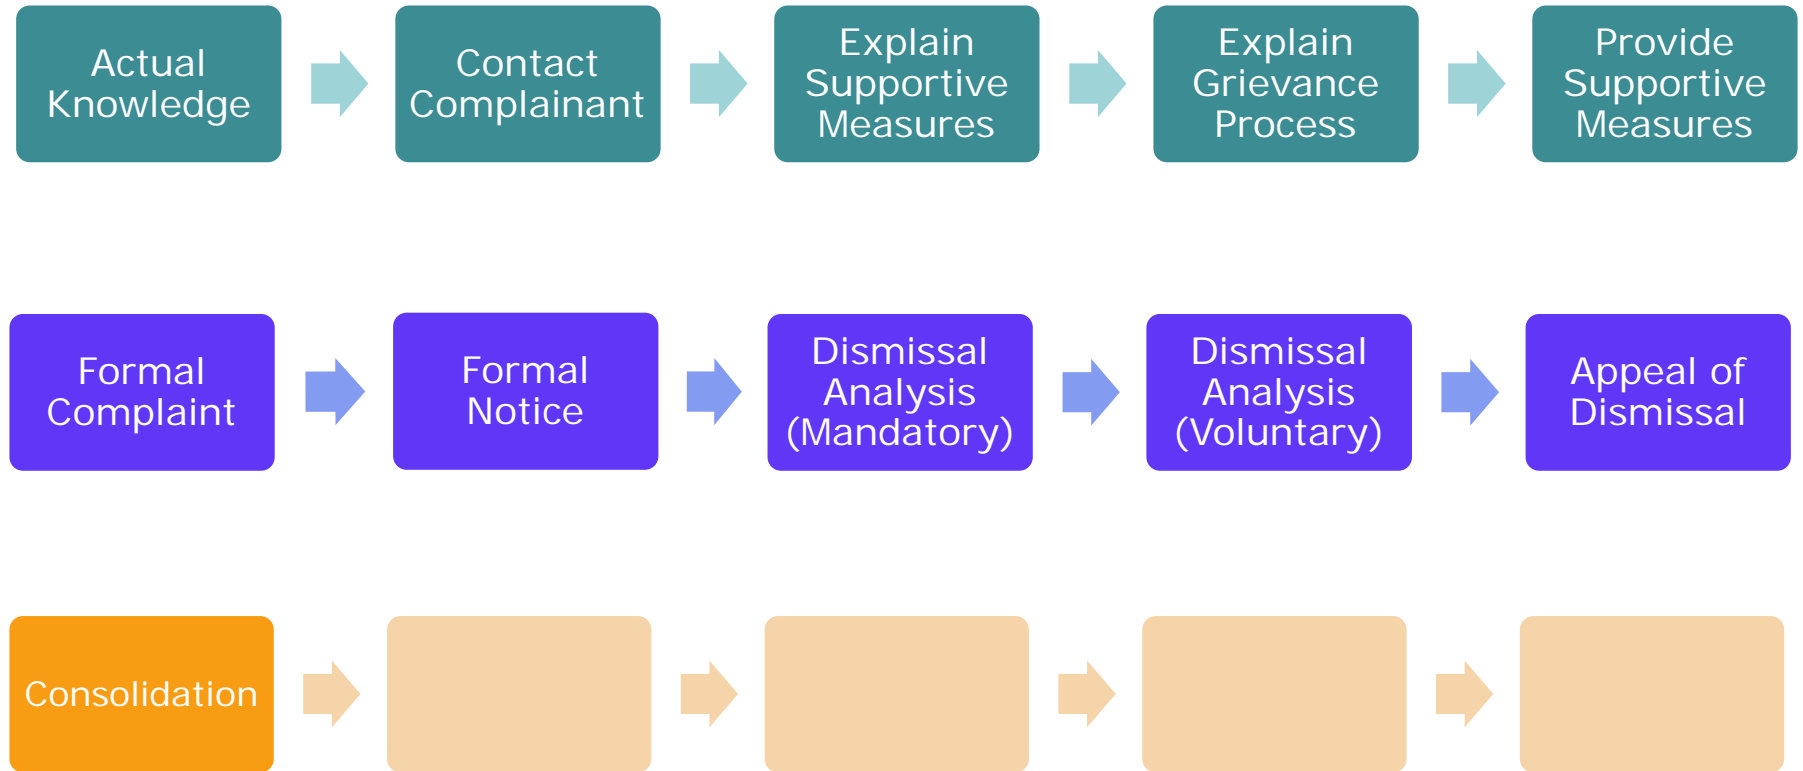 Actual
Knowledge
Contact
Complainant
Explain
Supportive
Measures
Explain
Grievance
Process
Provide
Supportive
Measures
Formal
Complaint
Formal
Notice
Dismissal
Analysis
(Mandatory)
Dismissal
Analysis
(Voluntary)
Appeal of
Dismissal
Consolidation